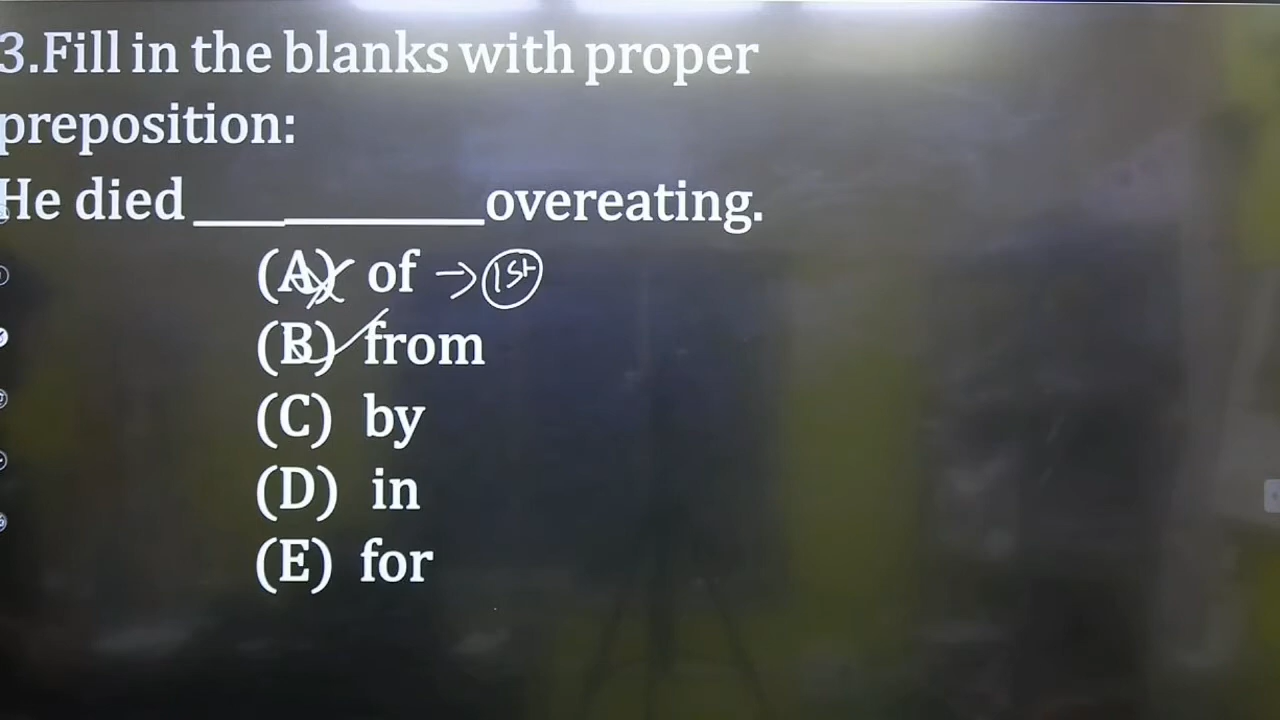 3.Fill in the blanks with proper
preposition:
He died ____________overeating.
(A) of → 1st
(B) from
(C) by
(D) in
(E) for